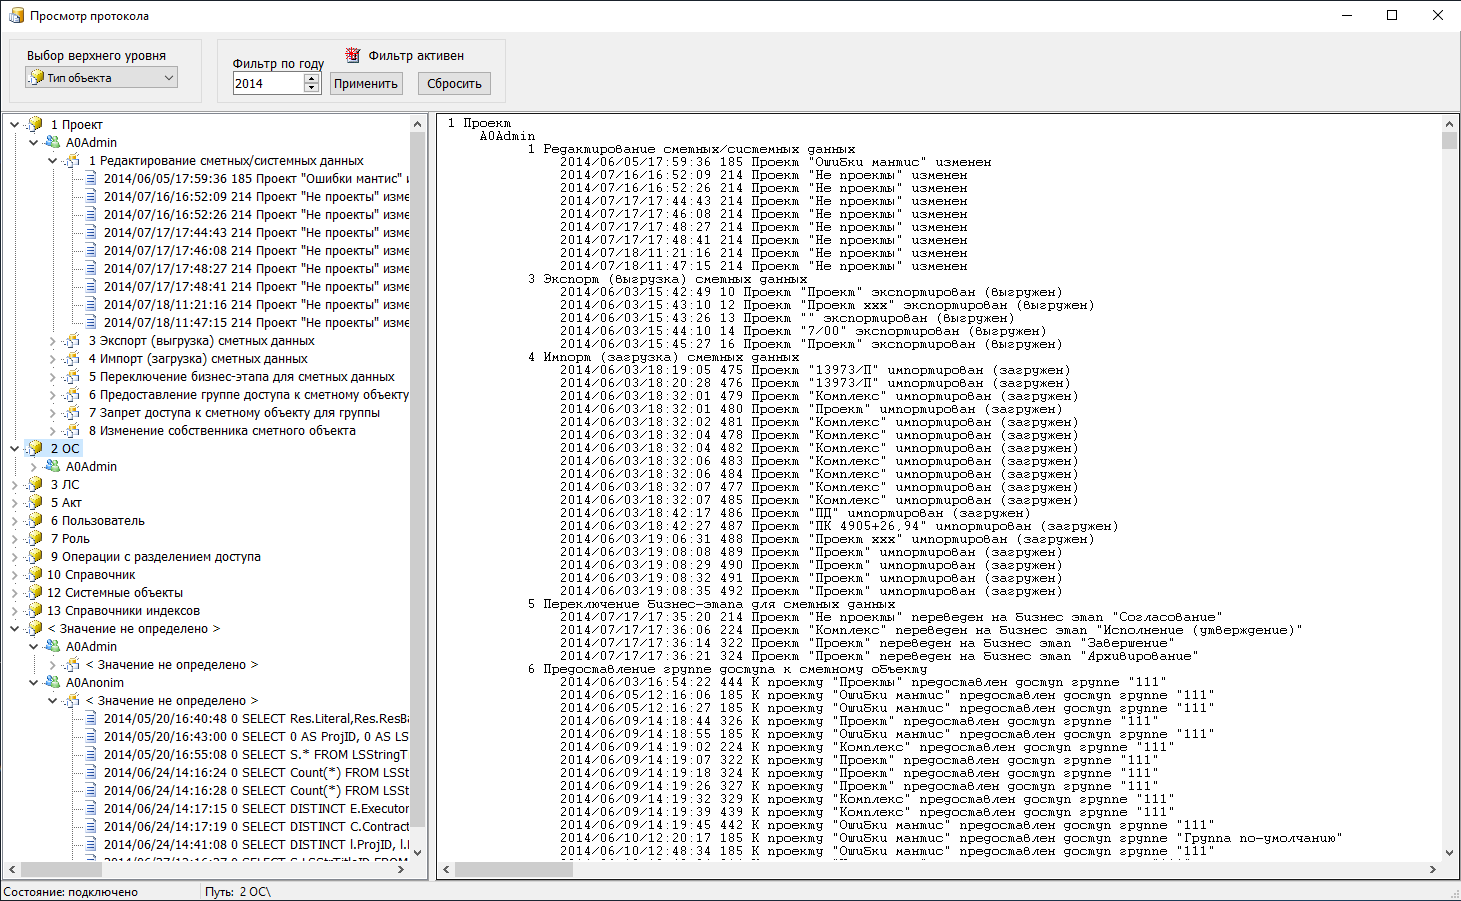 Просмотр протокола
Выбор верхнего уровня
Тип объекта
Фильтр по году
2014
Фильтр активен
Применить
Сбросить
1 Проект
A0Admin
1 Редактирование сметных/системных данных
2014/06/05/17:59:36 185 Проект "Ошибки мантис" и
2014/07/16/16:52:09 214 Проект "Не проекты" изме
2014/07/16/16:52:26 214 Проект "Не проекты" изме
2014/07/17/17:44:43 214 Проект "Не проекты" изме
2014/07/17/17:46:08 214 Проект "Не проекты" изме
2014/07/17/17:48:27 214 Проект "Не проекты" изме
2014/07/17/17:48:41 214 Проект "Не проекты" изме
2014/07/18/11:21:16 214 Проект "Не проекты" изме
2014/07/18/11:47:15 214 Проект "Не проекты" изме
3 Экспорт (выгрузка) сметных данных
4 Импорт (загрузка) сметных данных
5 Переключение бизнес-этапа для сметных данных
6 Предоставление группе доступа к сметному объекту
7 Запрет доступа к сметному объекту для группы
8 Изменение собственника сметного объекта
2 ОС
A0Admin
3 ЛС
5 Акт
6 Пользователь
7 Роль
9 Операции с разделением доступа
10 Справочник
12 Системные объекты
13 Справочники индексов
< Значение не определено >
A0Admin
< Значение не определено >
A0Anonim
< Значение не определено >
2014/05/20/16:40:48 0 SELECT Res.Literal,Res.ResBa
2014/05/20/16:43:00 0 SELECT 0 AS ProjID, 0 AS LS
2014/05/20/16:55:08 0 SELECT S.* FROM LSStringT
2014/06/24/14:16:24 0 SELECT Count(*) FROM LSSt
2014/06/24/14:16:28 0 SELECT Count(*) FROM LSSt
2014/06/24/14:17:15 0 SELECT DISTINCT E.Executor
2014/06/24/14:17:19 0 SELECT DISTINCT C.Contract
2014/06/24/14:41:08 0 SELECT DISTINCT l.ProjID, l.
1 Проект
A0Admin
1 Редактирование сметных/системных данных
2014/06/05/17:59:36 185 Проект "Ошибки мантис" изменен
2014/07/16/16:52:09 214 Проект "Не проекты" изменен
2014/07/16/16:52:26 214 Проект "Не проекты" изменен
2014/07/17/17:44:43 214 Проект "Не проекты" изменен
2014/07/17/17:46:08 214 Проект "Не проекты" изменен
2014/07/17/17:48:27 214 Проект "Не проекты" изменен
2014/07/17/17:48:41 214 Проект "Не проекты" изменен
2014/07/18/11:21:16 214 Проект "Не проекты" изменен
2014/07/18/11:47:15 214 Проект "Не проекты" изменен
3 Экспорт (выгрузка) сметных данных
2014/06/03/15:42:49 10 Проект "Проект" экспортирован (выгружен)
2014/06/03/15:43:10 12 Проект "Проект ххх" экспортирован (выгружен)
2014/06/03/15:43:26 13 Проект "" экспортирован (выгружен)
2014/06/03/15:44:10 14 Проект "7/00" экспортирован (выгружен)
2014/06/03/15:45:27 16 Проект "Проект" экспортирован (выгружен)
4 Импорт (загрузка) сметных данных
2014/06/03/18:19:05 475 Проект "13973/П" импортирован (загружен)
2014/06/03/18:20:28 476 Проект "13973/П" импортирован (загружен)
2014/06/03/18:32:01 479 Проект "Комплекс" импортирован (загружен)
2014/06/03/18:32:01 480 Проект "Проект" импортирован (загружен)
2014/06/03/18:32:02 481 Проект "Комплекс" импортирован (загружен)
2014/06/03/18:32:04 478 Проект "Комплекс" импортирован (загружен)
2014/06/03/18:32:04 482 Проект "Комплекс" импортирован (загружен)
2014/06/03/18:32:06 483 Проект "Комплекс" импортирован (загружен)
2014/06/03/18:32:06 484 Проект "Комплекс" импортирован (загружен)
2014/06/03/18:32:07 477 Проект "Комплекс" импортирован (загружен)
2014/06/03/18:32:07 485 Проект "Комплекс" импортирован (загружен)
2014/06/03/18:42:17 486 Проект "ПД" импортирован (загружен)
2014/06/03/18:42:27 487 Проект "ПК 4905+26,94" импортирован (загружен)
2014/06/03/19:06:31 488 Проект "Проект ххх" импортирован (загружен)
2014/06/03/19:08:08 489 Проект "Проект" импортирован (загружен)
2014/06/03/19:08:29 490 Проект "Проект" импортирован (загружен)
2014/06/03/19:08:32 491 Проект "Проект" импортирован (загружен)
2014/06/03/19:08:35 492 Проект "Проект" импортирован (загружен)
5 Переключение бизнес-этапа для сметных данных
2014/07/17/17:35:20 214 Проект "Не проекты" переведен на бизнес этап "Согласование"
2014/07/17/17:36:06 224 Проект "Комплекс" переведен на бизнес этап "Исполнение (утверждение)"
2014/07/17/17:36:14 322 Проект "Проект" переведен на бизнес этап "Завершение"
2014/07/17/17:36:21 324 Проект "Проект" переведен на бизнес этап "Архивирование"
6 Предоставление группе доступа к сметному объекту
2014/06/03/16:54:22 444 К проекту "Проекты" предоставлен доступ группе "111"
2014/06/05/12:16:06 185 К проекту "Ошибки мантис" предоставлен доступ группе "111"
2014/06/05/12:16:27 185 К проекту "Ошибки мантис" предоставлен доступ группе "111"
2014/06/09/14:18:44 326 К проекту "Проект" предоставлен доступ группе "111"
2014/06/09/14:18:55 185 К проекту "Ошибки мантис" предоставлен доступ группе "111"
2014/06/09/14:19:02 224 К проекту "Комплекс" предоставлен доступ группе "111"
2014/06/09/14:19:07 322 К проекту "Проект" предоставлен доступ группе "111"
2014/06/09/14:19:18 324 К проекту "Проект" предоставлен доступ группе "111"
2014/06/09/14:19:26 327 К проекту "Проект" предоставлен доступ группе "111"
2014/06/09/14:19:32 329 К проекту "Комплекс" предоставлен доступ группе "111"
2014/06/09/14:19:39 439 К проекту "Комплекс" предоставлен доступ группе "111"
2014/06/09/14:19:45 442 К проекту "Ошибки мантис" предоставлен доступ группе "111"
2014/06/10/12:20:17 185 К проекту "Ошибки мантис" предоставлен доступ группе "Группа по-умолчанию"
2014/06/10/12:48:34 185 К проекту "Ошибки мантис" предоставлен доступ группе "111"
Состояние: подключено
Путь: 2 ОС\